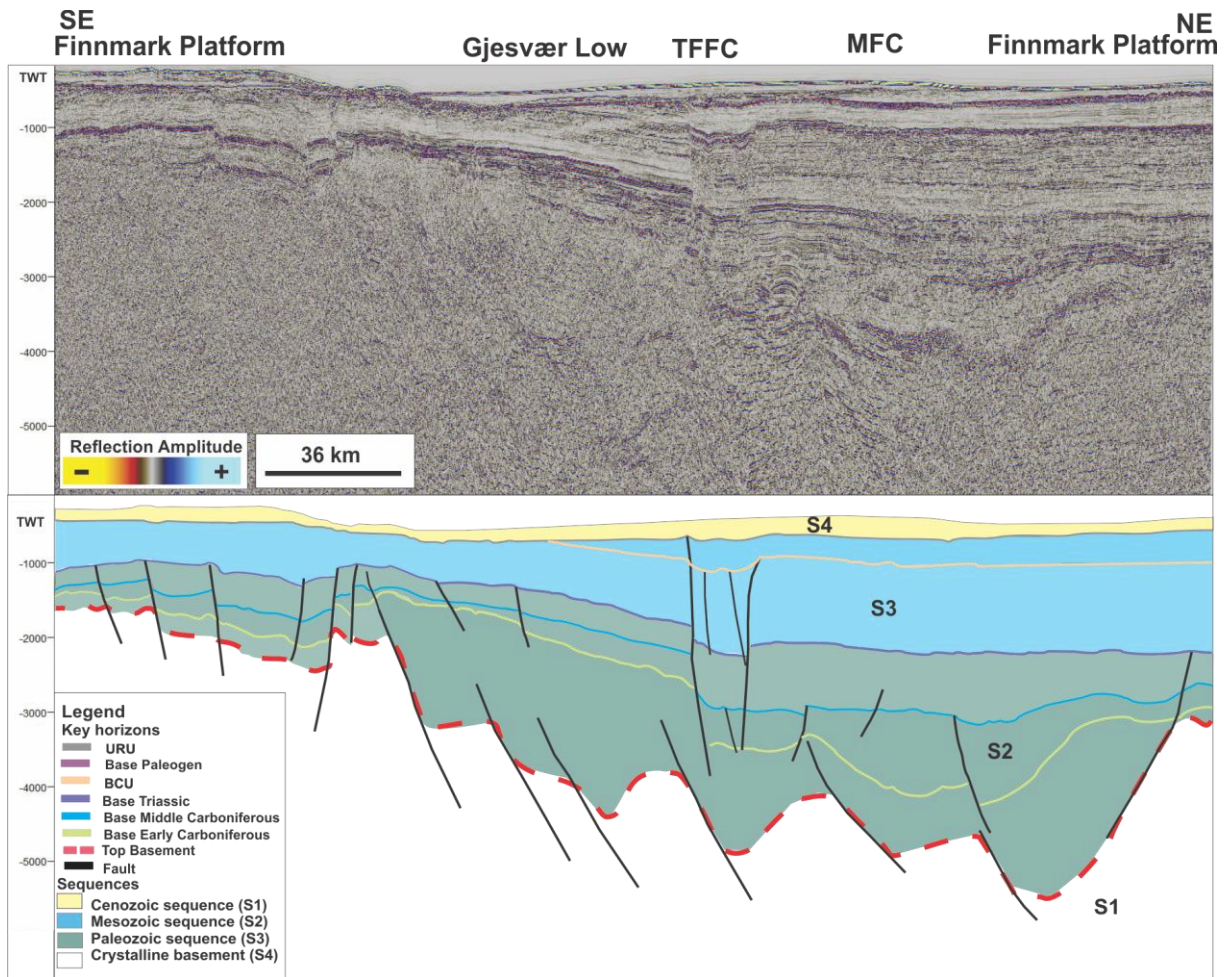 SE
Finnmark Platform
Gjesvær Low
TFFC
MFC
NE
Finnmark Platform
TWT
-1000
-2000
-3000
-4000
-5000
Reflection Amplitude
- +
36 km
TWT
-1000
-2000
-3000
-4000
-5000
S4
S3
S2
S1
Legend
Key horizons
URU
Base Paleogen
BCU
Base Triassic
Base Middle Carboniferous
Base Early Carboniferous
Top Basement
Fault
Sequences
Cenozoic sequence (S1)
Mesozoic sequence (S2)
Paleozoic sequence (S3)
Crystalline basement (S4)